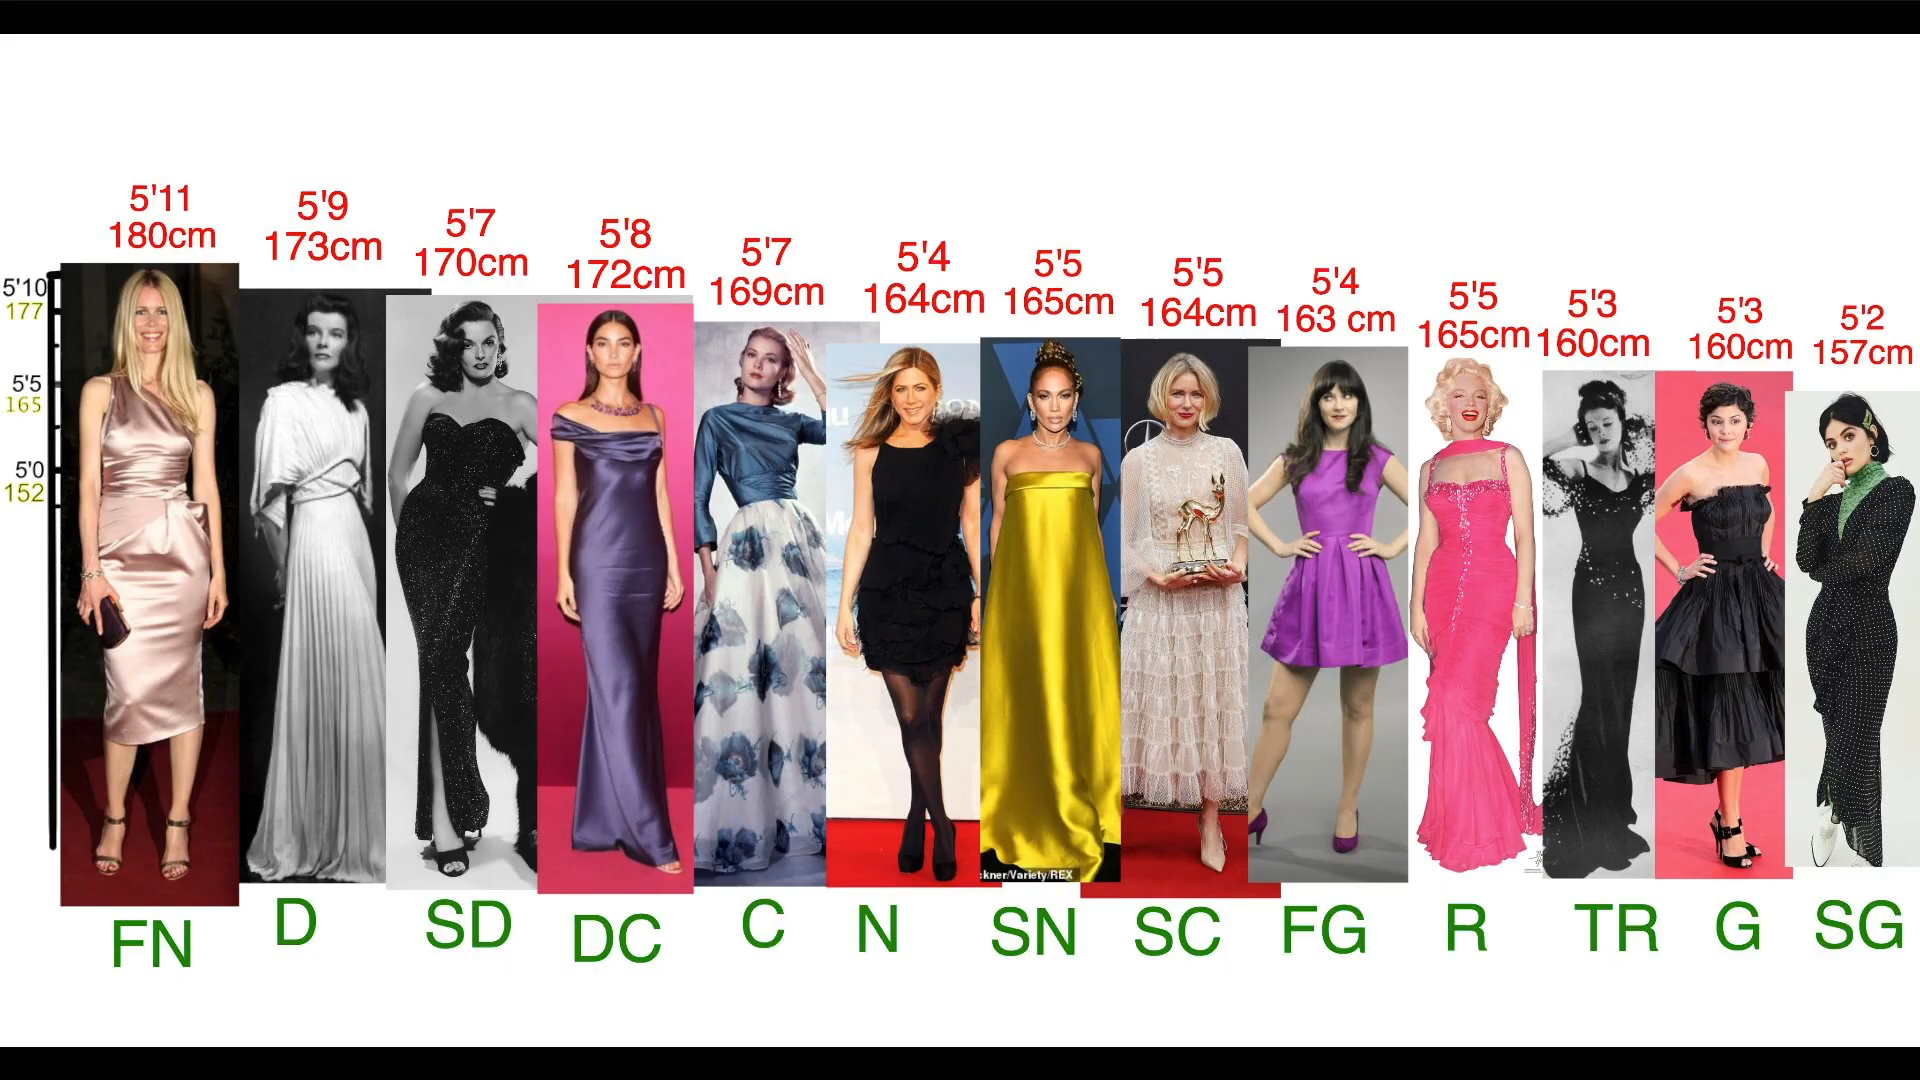 5'11
180cm
5'9
173cm
5'7
170cm
5'8
172cm
5'7
169cm
5'4
164cm
5'5
165cm
5'5
164cm
5'4
163 cm
5'5
165cm
5'3
160cm
5'3
160cm
5'2
157cm
5'10
177
5'5
165
5'0
152
ckner/Variety/REX
FN
D
SD
DC
C
N
SN
SC
FG
R
TR
G
SG